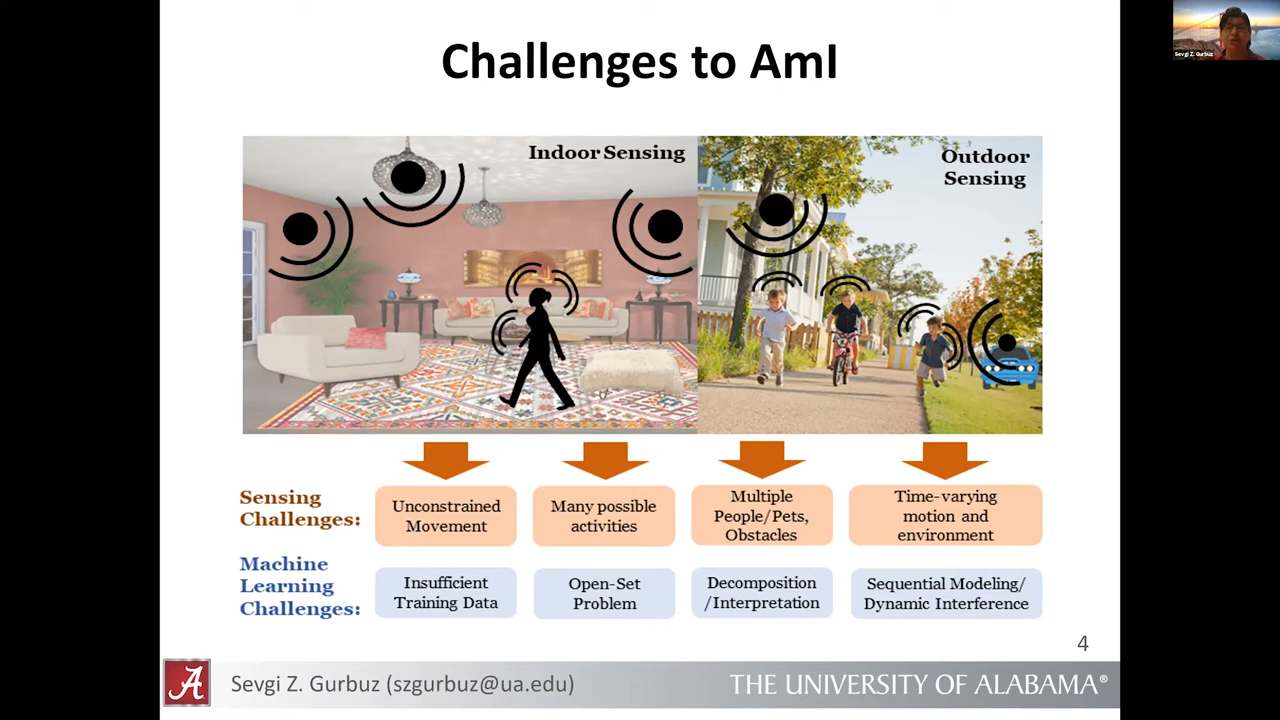 Challenges to AmI
Sevgi Z. Gurbuz
Indoor Sensing
Outdoor
Sensing
Sensing
Challenges:
Unconstrained
Movement
Many possible
activities
Multiple
People/Pets,
Obstacles
Time-varying
motion and
environment
Machine
Learning
Challenges:
Insufficient
Training Data
Open-Set
Problem
Decomposition
/Interpretation
Sequential Modeling/
Dynamic Interference
4
A
Sevgi Z. Gurbuz (szgurbuz@ua.edu)
THE UNIVERSITY OF ALABAMA®